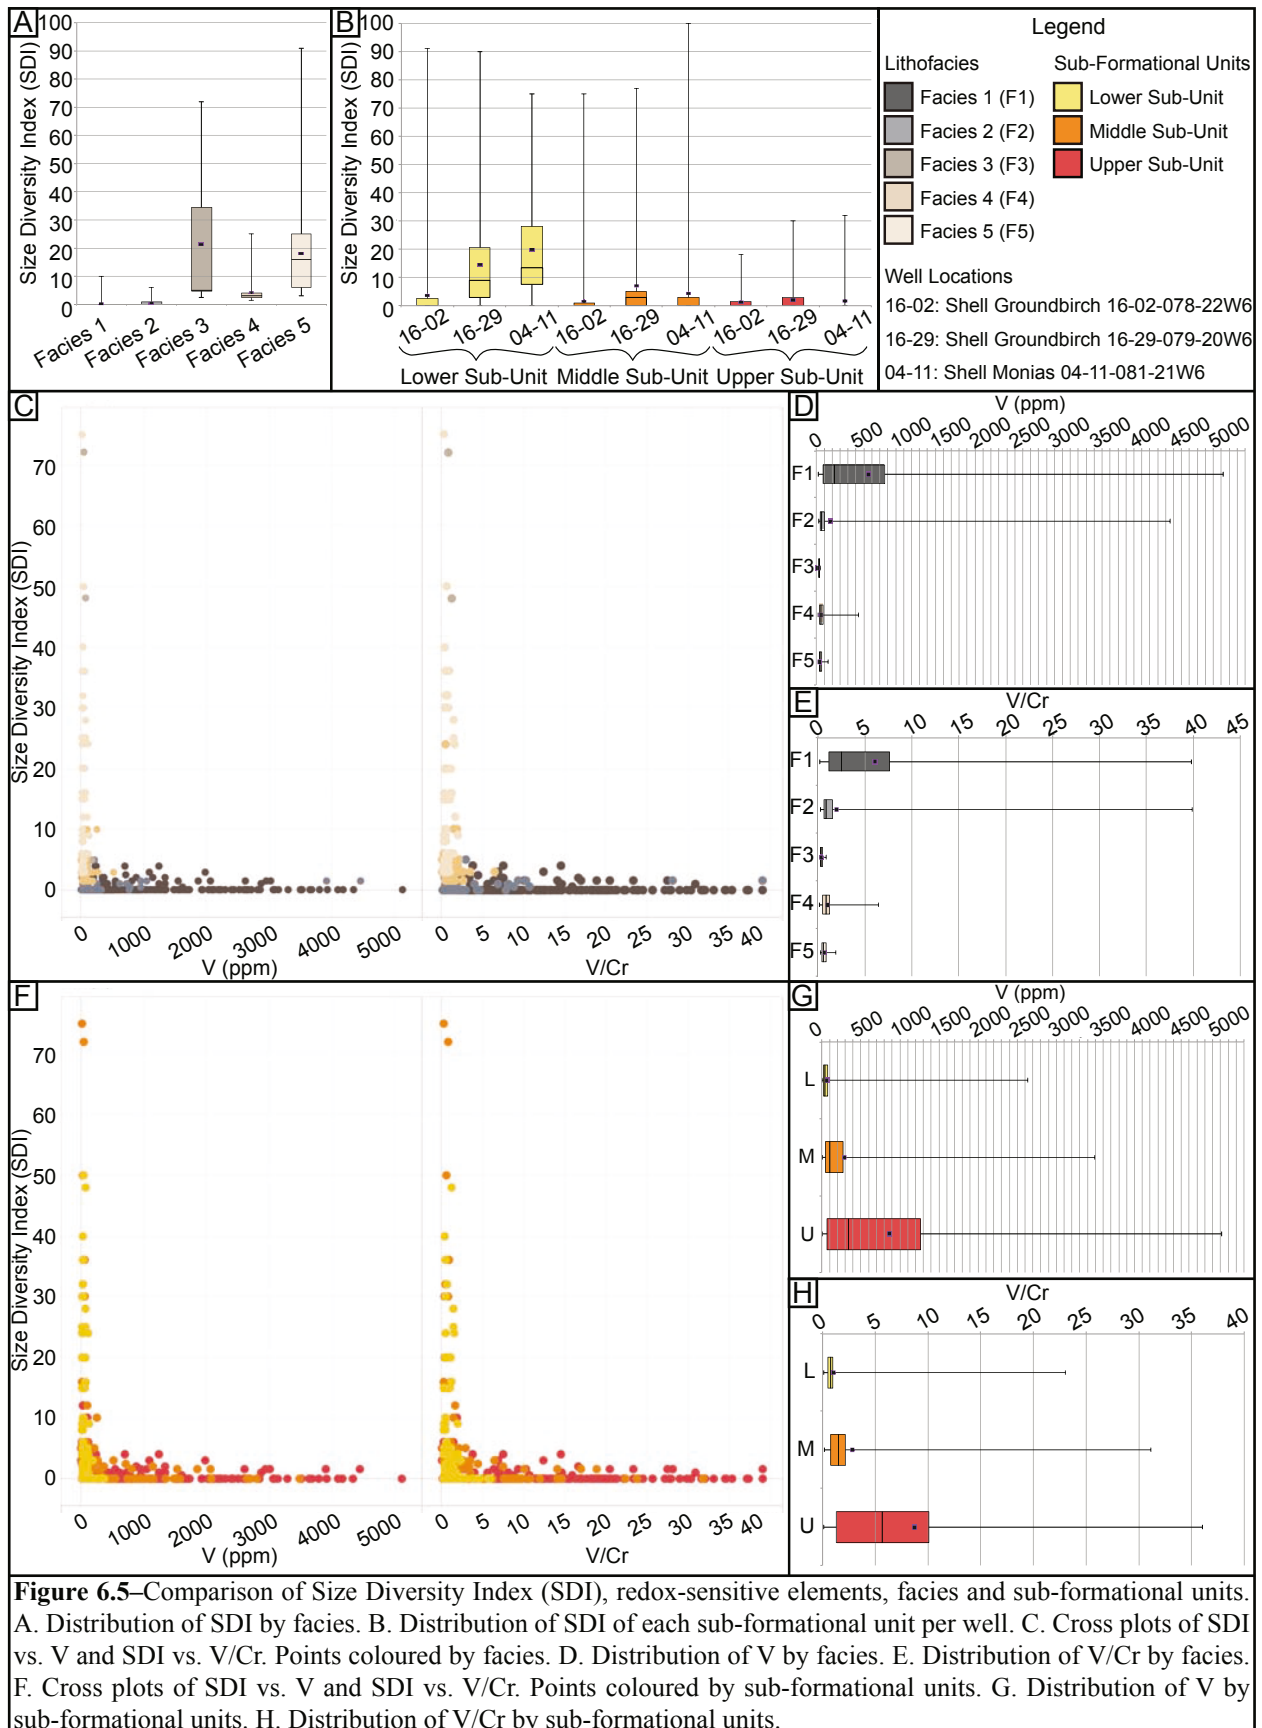 A
Size Diversity Index (SDI)
100
90
80
70
60
50
40
30
20
10
0
Facies 1
Facies 2
Facies 3
Facies 4
Facies 5
B
Size Diversity Index (SDI)
100
90
80
70
60
50
40
30
20
10
0
16-02
16-29
04-11
16-02
16-29
04-11
16-02
16-29
04-11
Lower Sub-Unit Middle Sub-Unit Upper Sub-Unit
Legend
Lithofacies
Facies 1 (F1)
Facies 2 (F2)
Facies 3 (F3)
Facies 4 (F4)
Facies 5 (F5)
Sub-Formational Units
Lower Sub-Unit
Middle Sub-Unit
Upper Sub-Unit
Well Locations
16-02: Shell Groundbirch 16-02-078-22W6
16-29: Shell Groundbirch 16-29-079-20W6
04-11: Shell Monias 04-11-081-21W6
C
Size Diversity Index (SDI)
70
60
50
40
30
20
10
0
0 1000 2000 3000 4000 5000
V (ppm)
0 5 10 15 20 25 30 35 40
V/Cr
D
V (ppm)
0 500 1000 1500 2000 2500 3000 3500 4000 4500 5000
F1
F2
F3
F4
F5
E
V/Cr
0 5 10 15 20 25 30 35 40 45
F1
F2
F3
F4
F5
F
Size Diversity Index (SDI)
70
60
50
40
30
20
10
0
0 1000 2000 3000 4000 5000
V (ppm)
0 5 10 15 20 25 30 35 40
V/Cr
G
V (ppm)
0 500 1000 1500 2000 2500 3000 3500 4000 4500 5000
L
M
U
H
V/Cr
0 5 10 15 20 25 30 35 40
L
M
U
Figure 6.5–Comparison of Size Diversity Index (SDI), redox-sensitive elements, facies and sub-formational units.
A. Distribution of SDI by facies. B. Distribution of SDI of each sub-formational unit per well. C. Cross plots of SDI
vs. V and SDI vs. V/Cr. Points coloured by facies. D. Distribution of V by facies. E. Distribution of V/Cr by facies.
F. Cross plots of SDI vs. V and SDI vs. V/Cr. Points coloured by sub-formational units. G. Distribution of V by
sub-formational units. H. Distribution of V/Cr by sub-formational units.